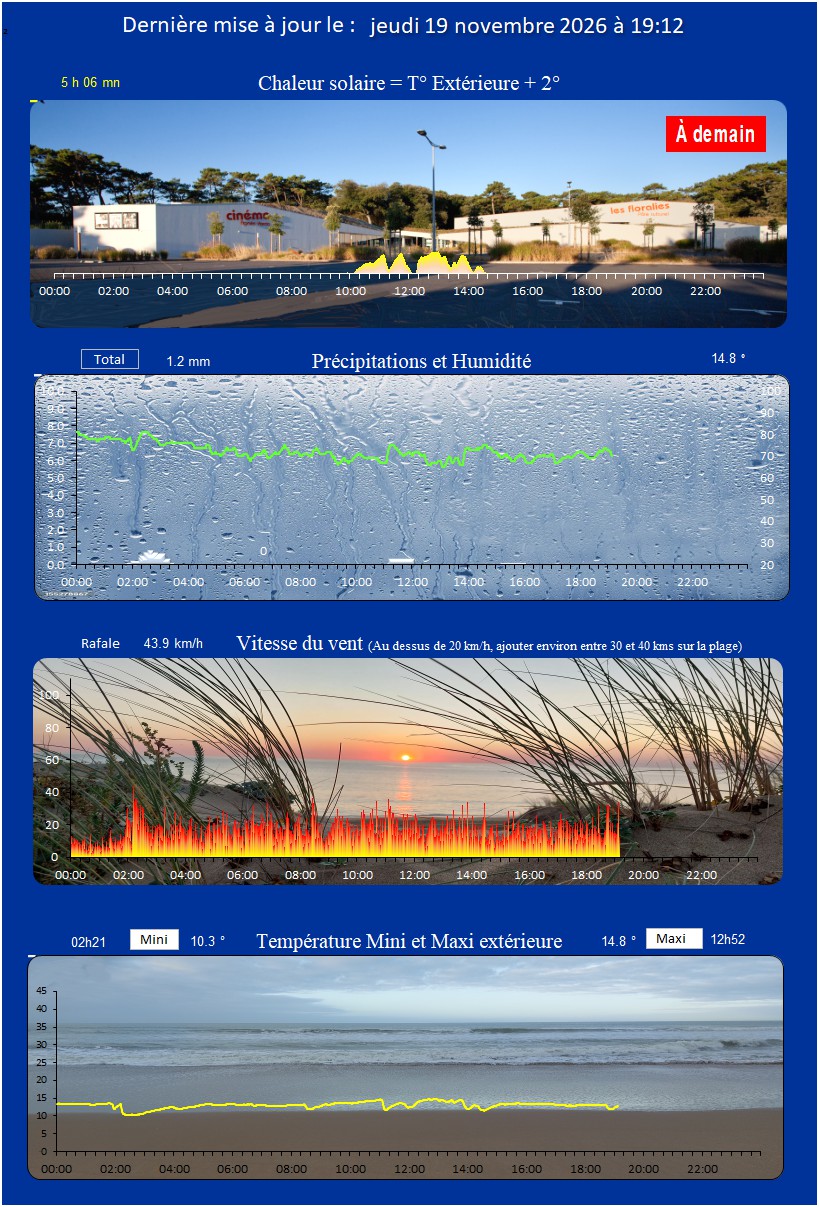 Dernière mise à jour le : jeudi 19 novembre 2026 à 19:12
5 h 06 mn
Chaleur solaire = T° Extérieure + 2°
À demain
cinéma
les floralies
00:00 02:00 04:00 06:00 08:00 10:00 12:00 14:00 16:00 18:00 20:00 22:00
Total 1.2 mm Précipitations et Humidité 14.8 °
10.0 100
9.0 90
8.0 80
7.0
6.0 70
5.0 60
4.0 50
3.0
2.0 40
1.0 0 30
0.0 20
00:00 02:00 04:00 06:00 08:00 10:00 12:00 14:00 16:00 18:00 20:00 22:00
Rafale 43.9 km/h Vitesse du vent (Au dessus de 20 km/h, ajouter environ entre 30 et 40 kms sur la plage)
100
80
60
40
20
0
00:00 02:00 04:00 06:00 08:00 10:00 12:00 14:00 16:00 18:00 20:00 22:00
02h21 Mini 10.3 ° Température Mini et Maxi extérieure 14.8 ° Maxi 12h52
45
40
35
30
25
20
15
10
5
0
00:00 02:00 04:00 06:00 08:00 10:00 12:00 14:00 16:00 18:00 20:00 22:00